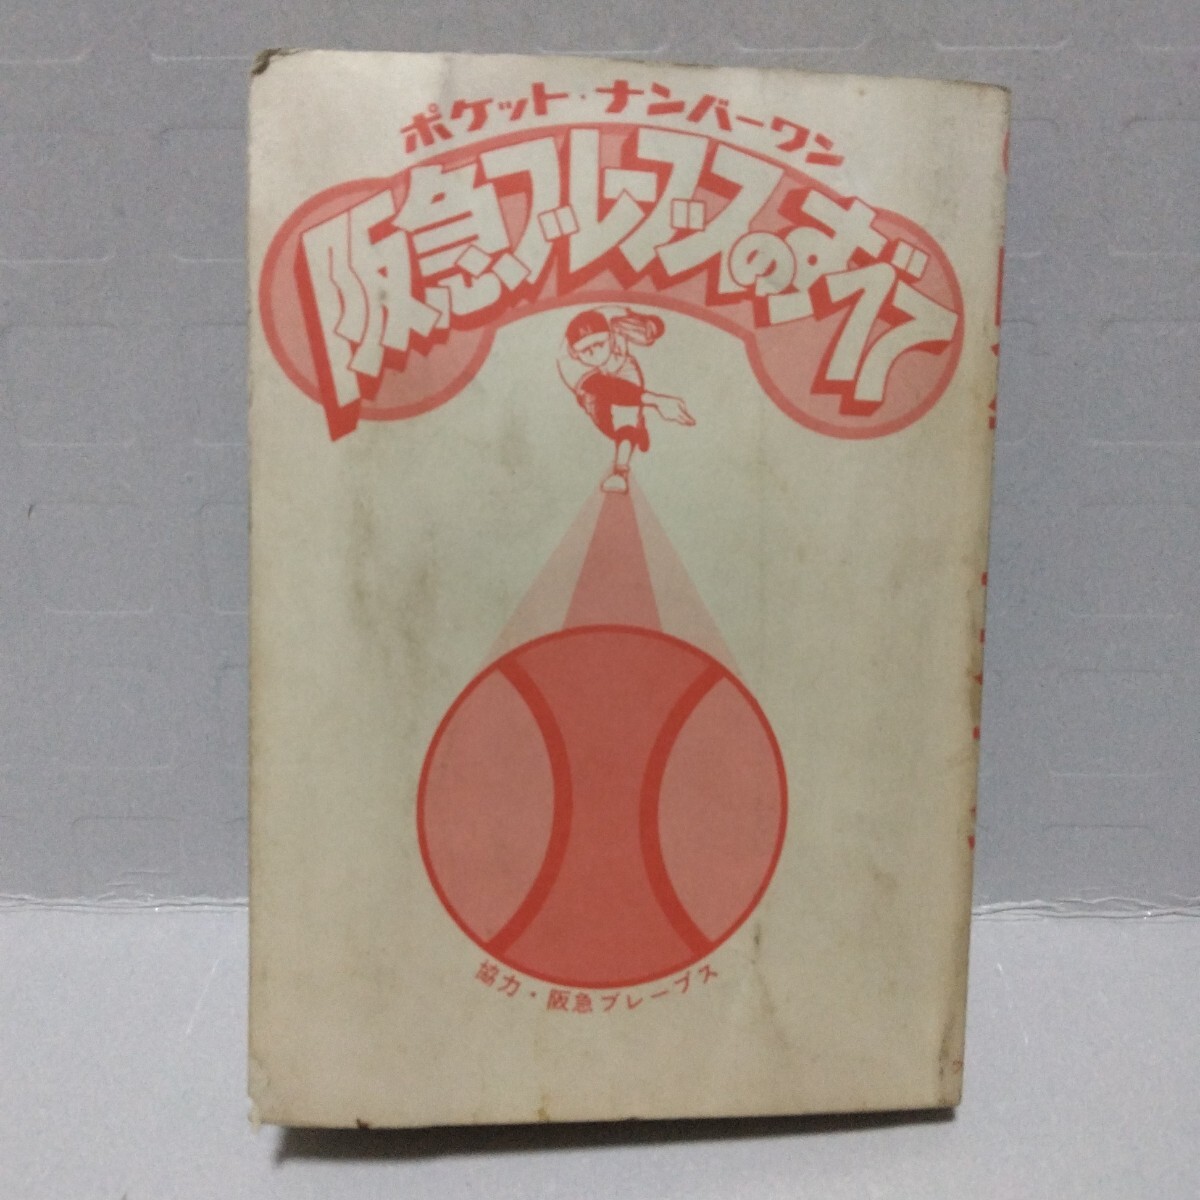 ポケット・ナンバーワン
阪急ブレーブスのすべて
協力・阪急ブレーブス